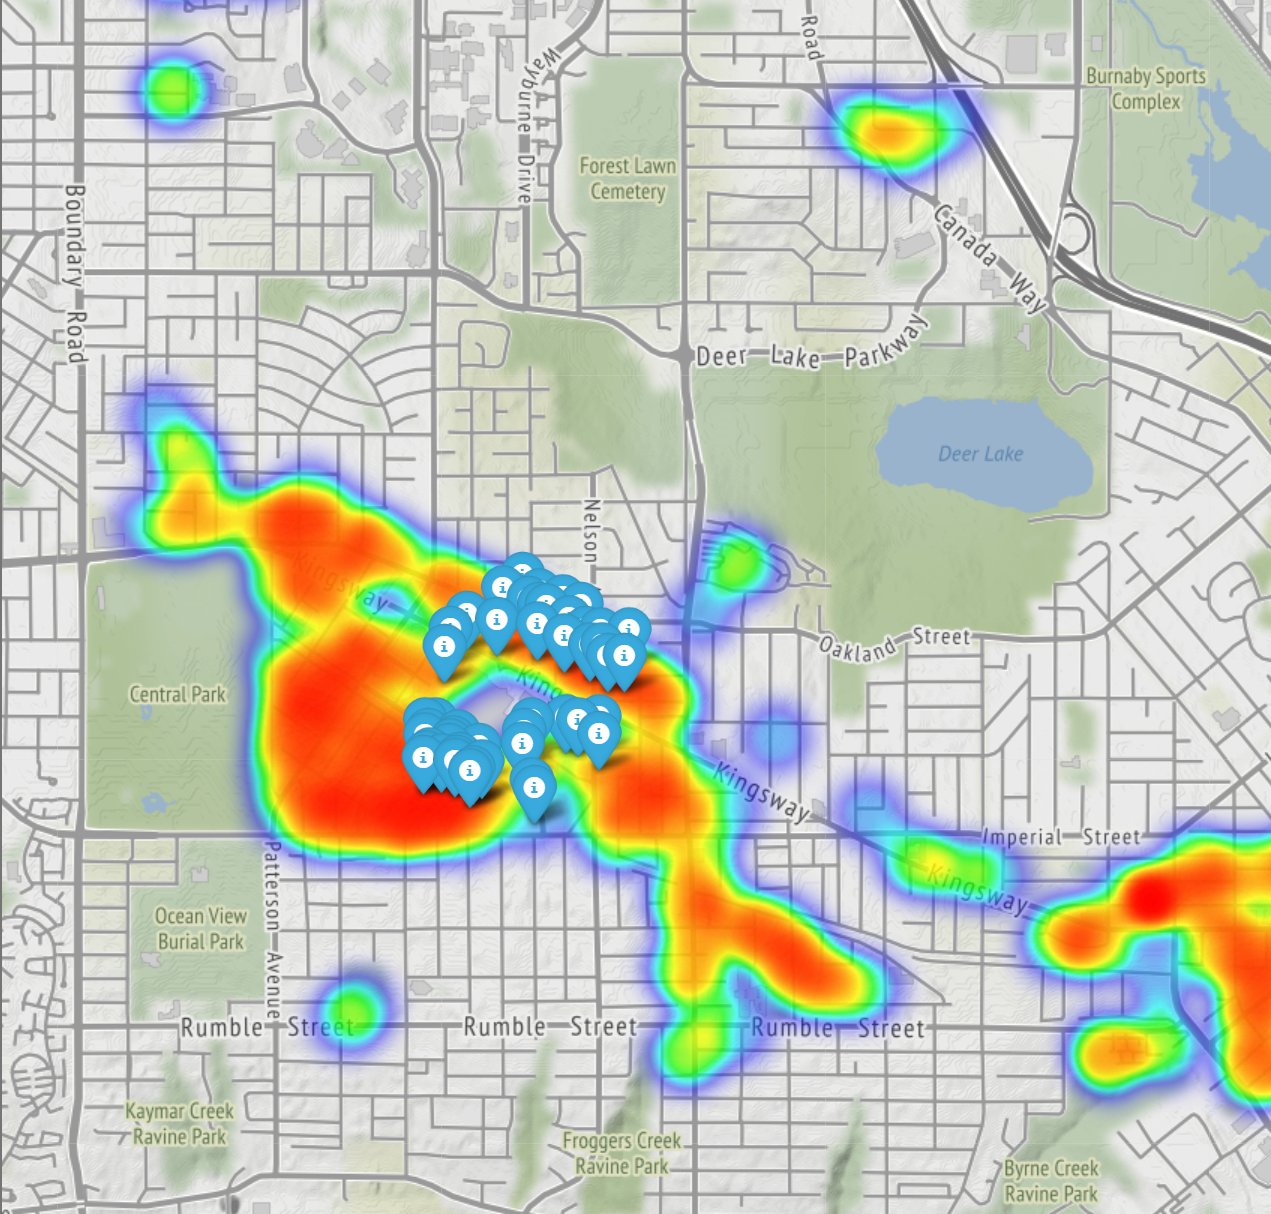 Road
Wayburne Drive
Burnaby Sports
Complex
Forest Lawn
Cemetery
Boundary Road
Canada Way
Deer Lake Parkway
Deer Lake
Nelson
Kingsway
Oakland Street
Central Park
King
Kingsway
Imperial Street
Kingsway
Patterson Avenue
Ocean View
Burial Park
Rumble Street
Rumble Street
Rumble Street
Kaymar Creek
Ravine Park
Froggers Creek
Ravine Park
Byrne Creek
Ravine Park